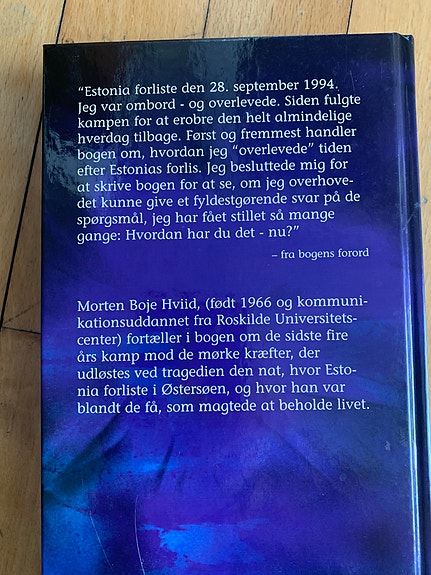 “Estonia forliste den 28. september 1994.
Jeg var ombord - og overlevede. Siden fulgte
kampen for at erobre den helt almindelige
hverdag tilbage. Først og fremmest handler
bogen om, hvordan jeg “overlevede” tiden
efter Estonias forlis. Jeg besluttede mig for
at skrive bogen for at se, om jeg overhove-
det kunne give et fyldestgørende svar på de
spørgsmål, jeg har fået stillet så mange
gange: Hvordan har du det - nu?”
– fra bogens forord
Morten Boje Hviid, (født 1966 og kommuni-
kationsuddannet fra Roskilde Universitets-
center) fortæller i bogen om de sidste fire
års kamp mod de mørke kræfter, der
udløstes ved tragedien den nat, hvor Esto-
nia forliste i Østersøen, og hvor han var
blandt de få, som magtede at beholde livet.